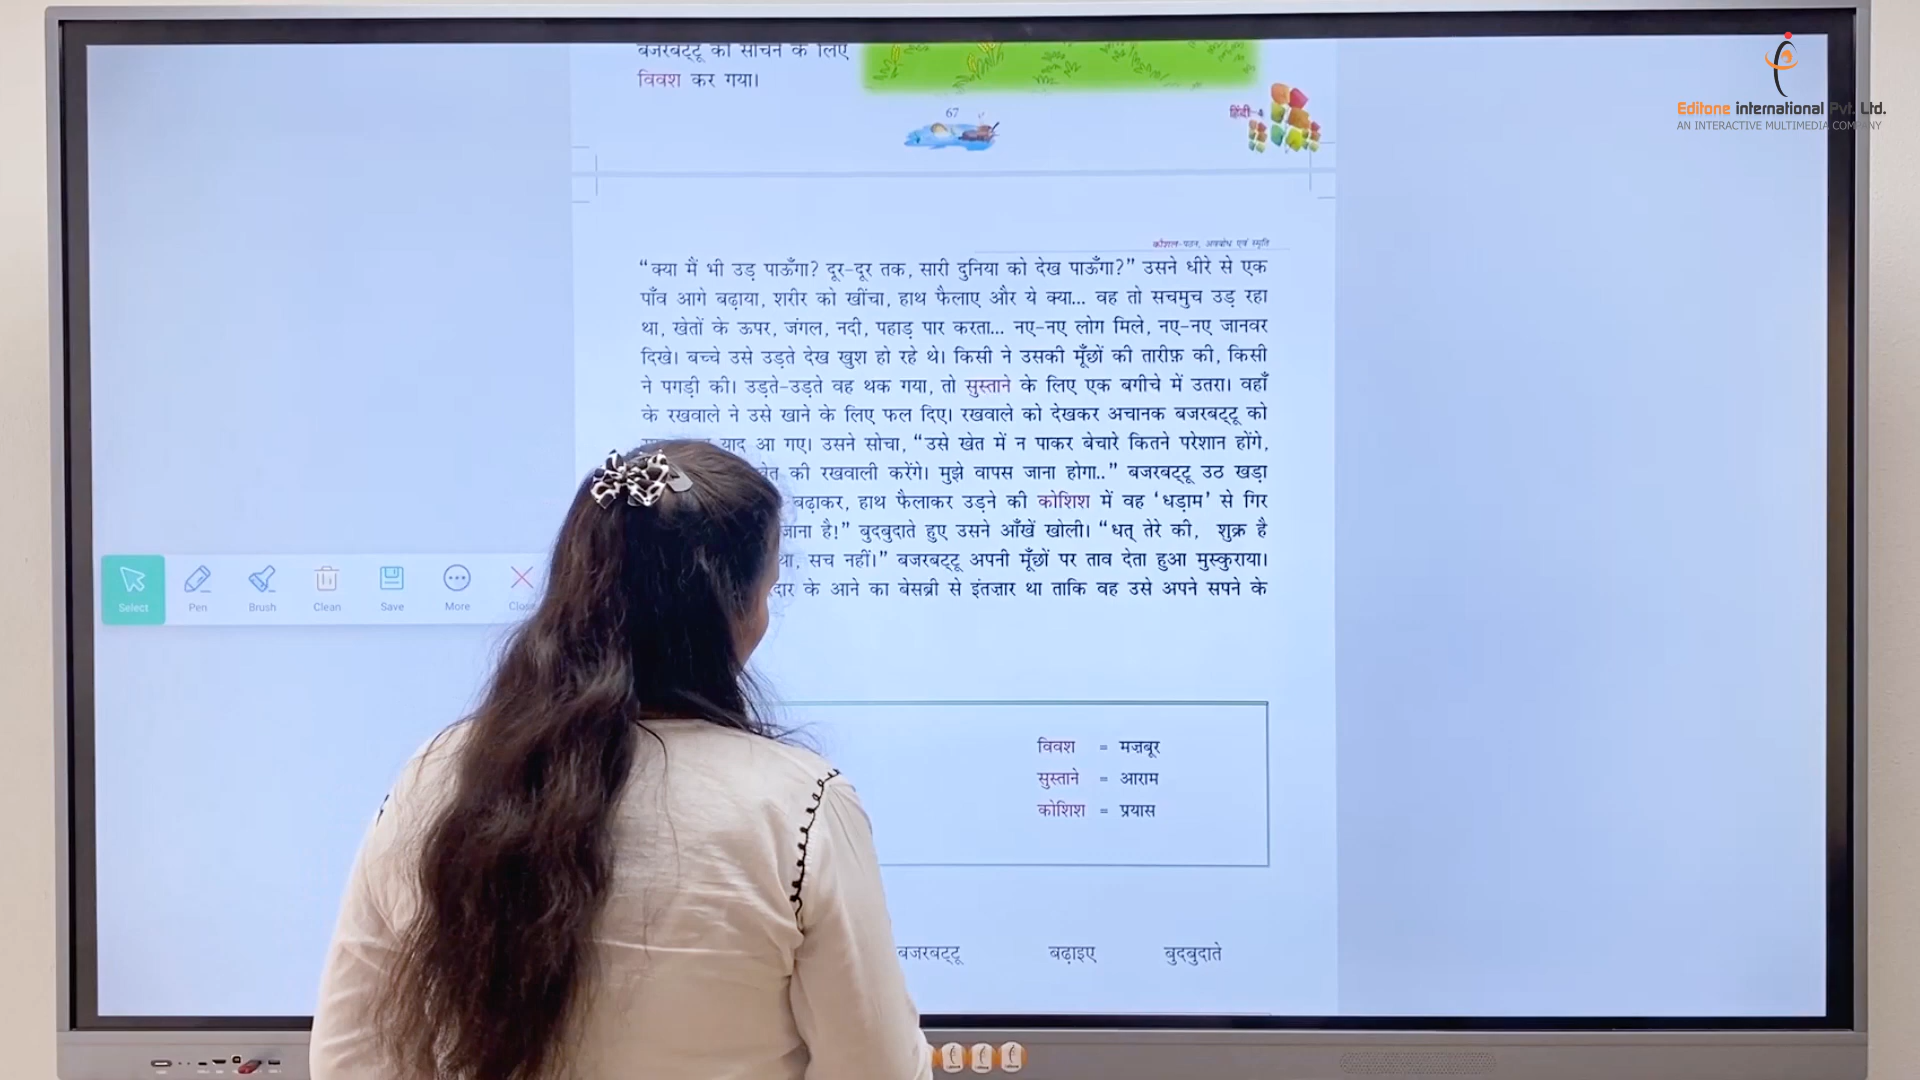 बजरबट्टू को सोचने के लिए
विवश कर गया।
67
हिंदी-4
Editone international Pvt. Ltd.
AN INTERACTIVE MULTIMEDIA COMPANY
कौशल-पठन, अवबोध एवं स्मृति
“क्या मैं भी उड़ पाऊँगा? दूर-दूर तक, सारी दुनिया को देख पाऊँगा?” उसने धीरे से एक
पाँव आगे बढ़ाया, शरीर को खींचा, हाथ फैलाए और ये क्या... वह तो सचमुच उड़ रहा
था, खेतों के ऊपर, जंगल, नदी, पहाड़ पार करता... नए-नए लोग मिले, नए-नए जानवर
दिखे। बच्चे उसे उड़ते देख खुश हो रहे थे। किसी ने उसकी मूँछों की तारीफ़ की, किसी
ने पगड़ी की। उड़ते-उड़ते वह थक गया, तो सुस्ताने के लिए एक बगीचे में उतरा। वहाँ
के रखवाले ने उसे खाने के लिए फल दिए। रखवाले को देखकर अचानक बजरबट्टू को
याद आ गए। उसने सोचा, “उसे खेत में न पाकर बेचारे कितने परेशान होंगे,
की रखवाली करेंगे। मुझे वापस जाना होगा..” बजरबट्टू उठ खड़ा
बढ़ाकर, हाथ फैलाकर उड़ने की कोशिश में वह ‘धड़ाम’ से गिर
जाना है!” बुदबुदाते हुए उसने आँखें खोली। “धत् तेरे की, शुक्र है
था, सच नहीं।” बजरबट्टू अपनी मूँछों पर ताव देता हुआ मुस्कुराया।
के आने का बेसब्री से इंतज़ार था ताकि वह उसे अपने सपने के
Select Pen Brush Clean Save More Close
विवश = मज़बूर
सुस्ताने = आराम
कोशिश = प्रयास
बजरबट्टू बढ़ाइए बुदबुदाते